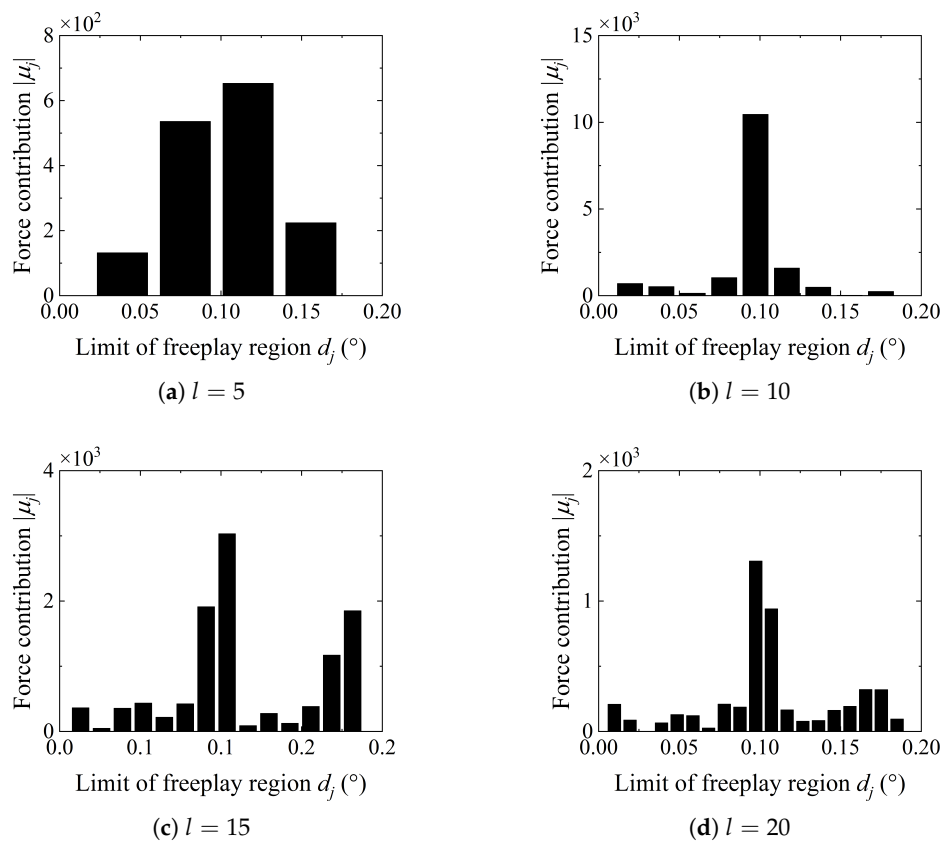 ×10²
8
6
4
2
0
0.00 0.05 0.10 0.15 0.20
Force contribution |μⱼ|
Limit of freeplay region dⱼ (°)
(a) l = 5
×10³
15
10
5
0
0.00 0.05 0.10 0.15 0.20
Force contribution |μⱼ|
Limit of freeplay region dⱼ (°)
(b) l = 10
×10³
4
2
0
0.0 0.1 0.1 0.2 0.2
Force contribution |μⱼ|
Limit of freeplay region dⱼ (°)
(c) l = 15
×10³
2
1
0
0.00 0.05 0.10 0.15 0.20
Force contribution |μⱼ|
Limit of freeplay region dⱼ (°)
(d) l = 20